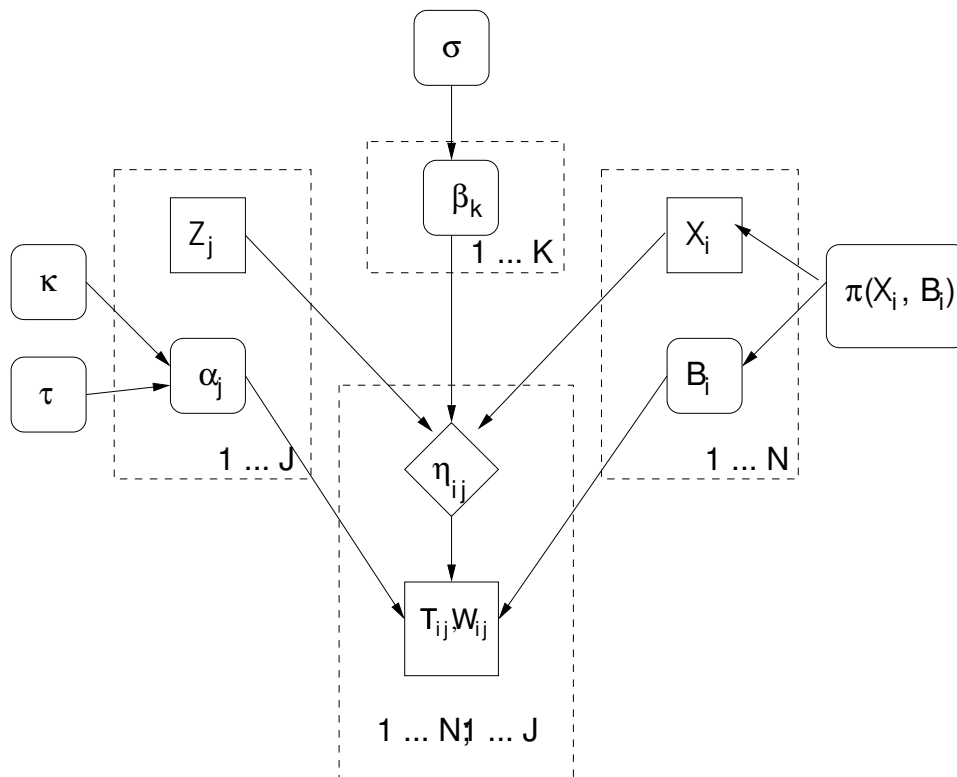 σ
β_k
1 ... K
Z_j
X_i
κ
π(X_i, B_i)
τ
α_j
B_i
1 ... J
1 ... N
η_ij
T_ij,W_ij
1 ... N; 1 ... J